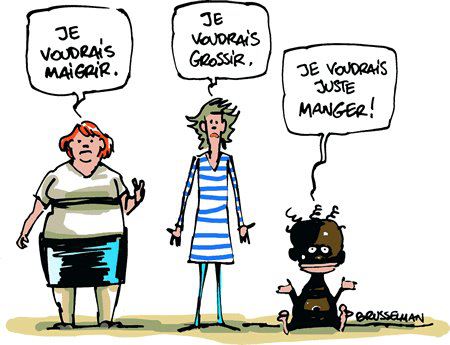 JE
VOUDRAIS
MAIGRIR.
JE
VOUDRAIS
GROSSIR.
JE VOUDRAIS
JUSTE
MANGER!
BRUSSELMAN